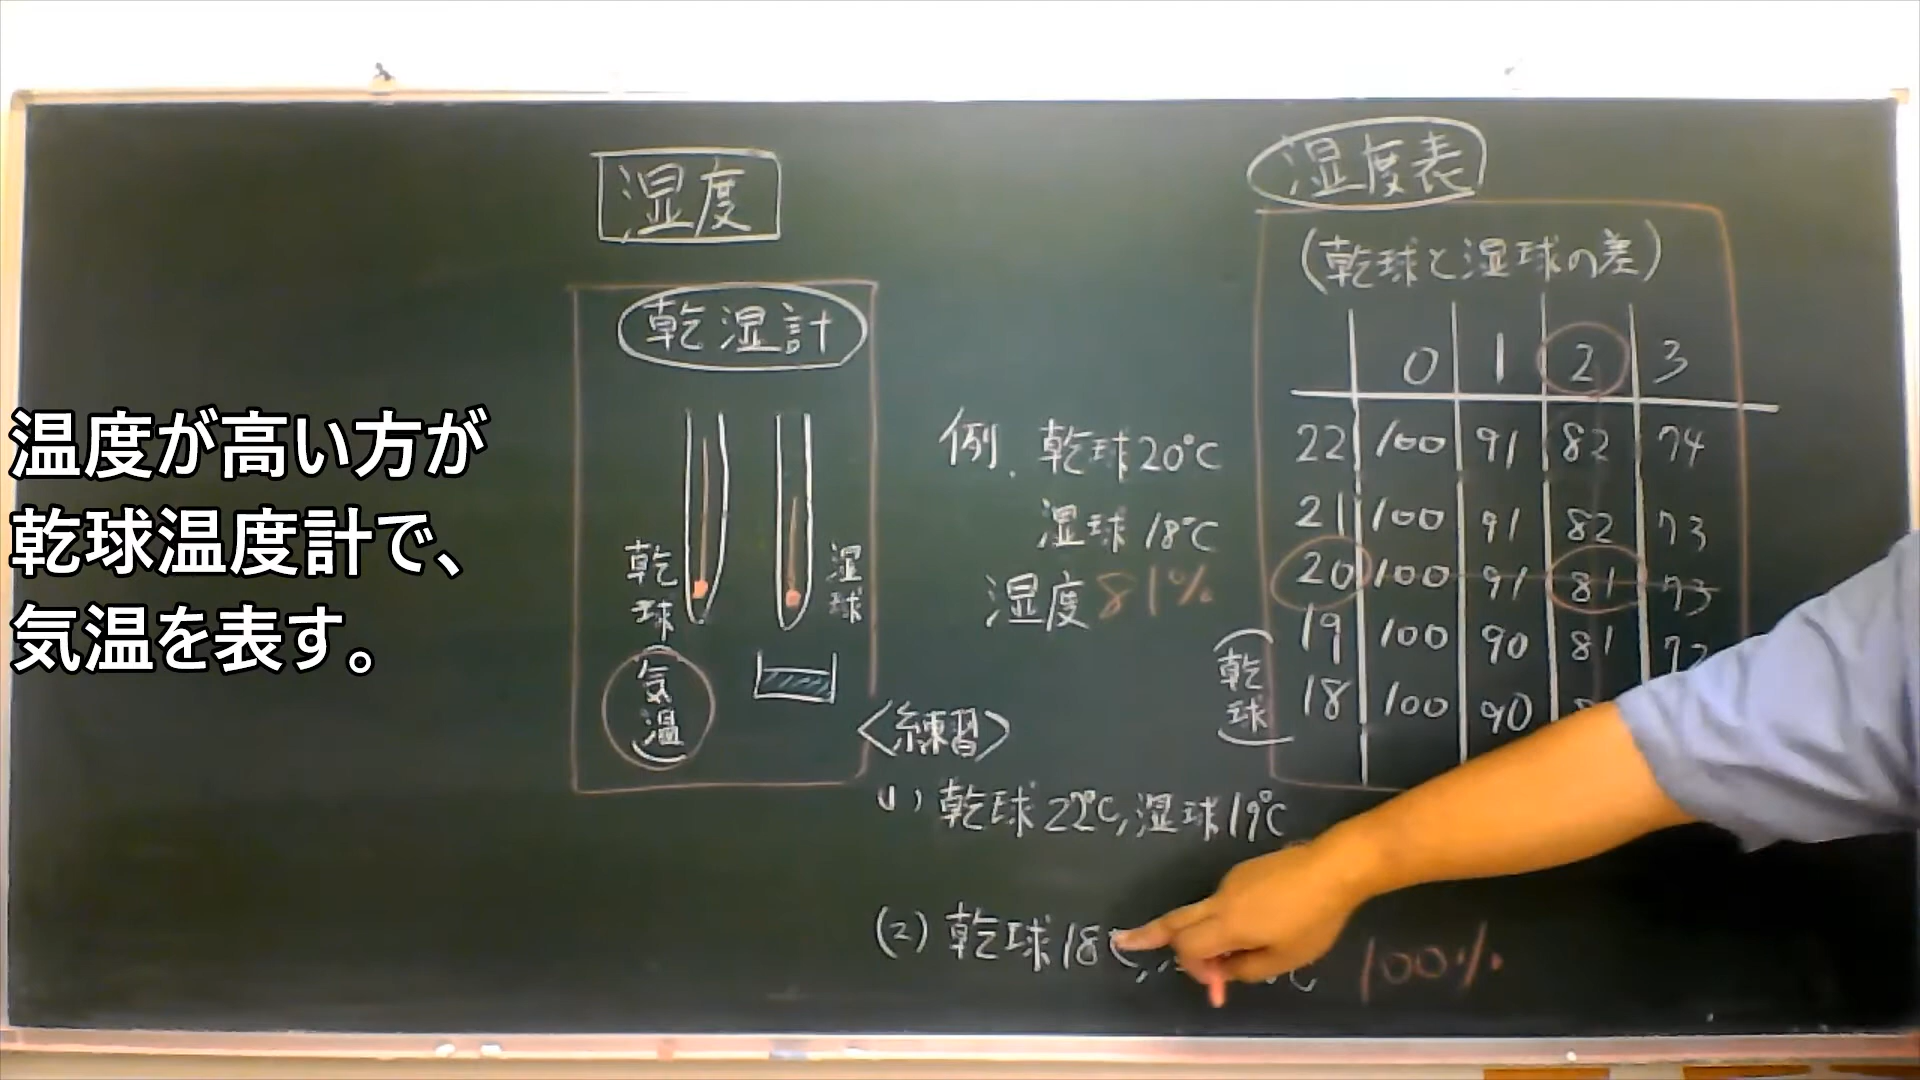 湿度
乾湿計
乾球
湿球
気温
温度が高い方が
乾球温度計で、
気温を表す。
例. 乾球20℃
湿球18℃
湿度81%
湿度表
(乾球と湿球の差)
0 1 2 3
22 100 91 82 74
21 100 91 82 73
20 100 91 81 73
19 100 90 81 72
18 100 90
(乾球)
〈練習〉
(1) 乾球22℃, 湿球19℃
(2) 乾球18℃,
100%